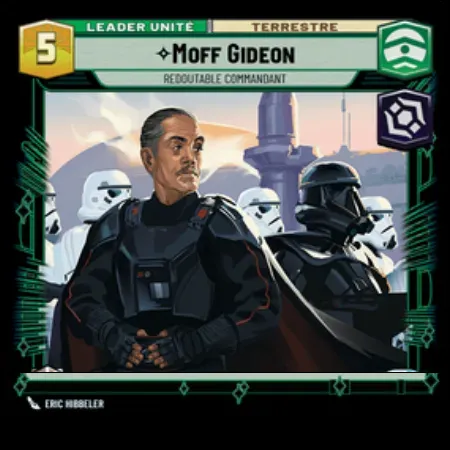 LEADER UNITÉ TERRESTRE
5
MOFF GIDEON
REDOUTABLE COMMANDANT
ERIC HIBBELER